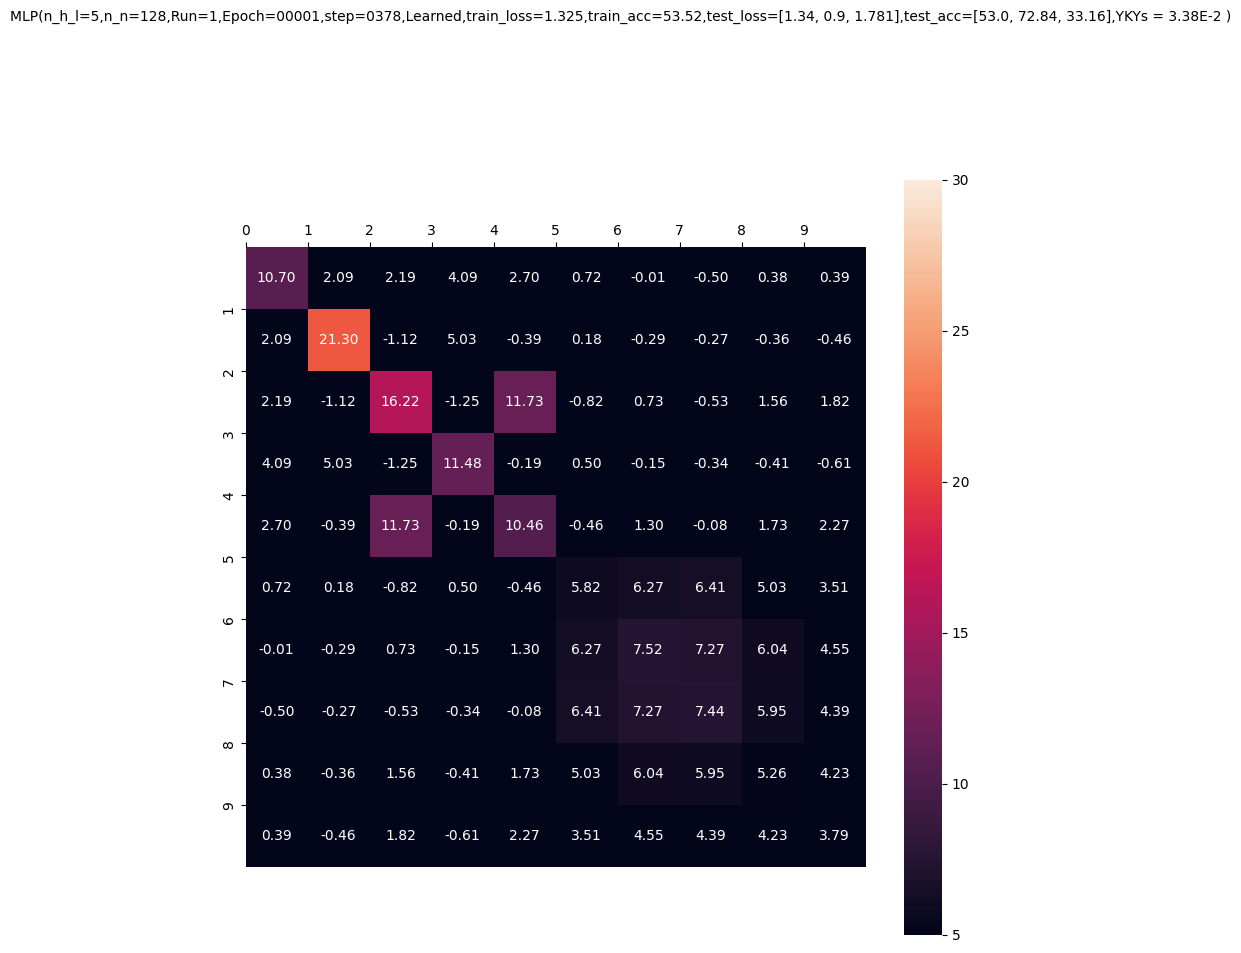 MLP(n_h_l=5,n_n=128,Run=1,Epoch=00001,step=0378,Learned,train_loss=1.325,train_acc=53.52,test_loss=[1.34, 0.9, 1.781],test_acc=[53.0, 72.84, 33.16],YKYs = 3.38E-2 )
30
0 1 2 3 4 5 6 7 8 9
10.70 2.09 2.19 4.09 2.70 0.72 -0.01 -0.50 0.38 0.39
1
25
2.09 21.30 -1.12 5.03 -0.39 0.18 -0.29 -0.27 -0.36 -0.46
2
2.19 -1.12 16.22 -1.25 11.73 -0.82 0.73 -0.53 1.56 1.82
3
4.09 5.03 -1.25 11.48 -0.19 0.50 -0.15 -0.34 -0.41 -0.61
20
4
2.70 -0.39 11.73 -0.19 10.46 -0.46 1.30 -0.08 1.73 2.27
5
0.72 0.18 -0.82 0.50 -0.46 5.82 6.27 6.41 5.03 3.51
6
15
-0.01 -0.29 0.73 -0.15 1.30 6.27 7.52 7.27 6.04 4.55
7
-0.50 -0.27 -0.53 -0.34 -0.08 6.41 7.27 7.44 5.95 4.39
8
0.38 -0.36 1.56 -0.41 1.73 5.03 6.04 5.95 5.26 4.23
10
9
0.39 -0.46 1.82 -0.61 2.27 3.51 4.55 4.39 4.23 3.79
5